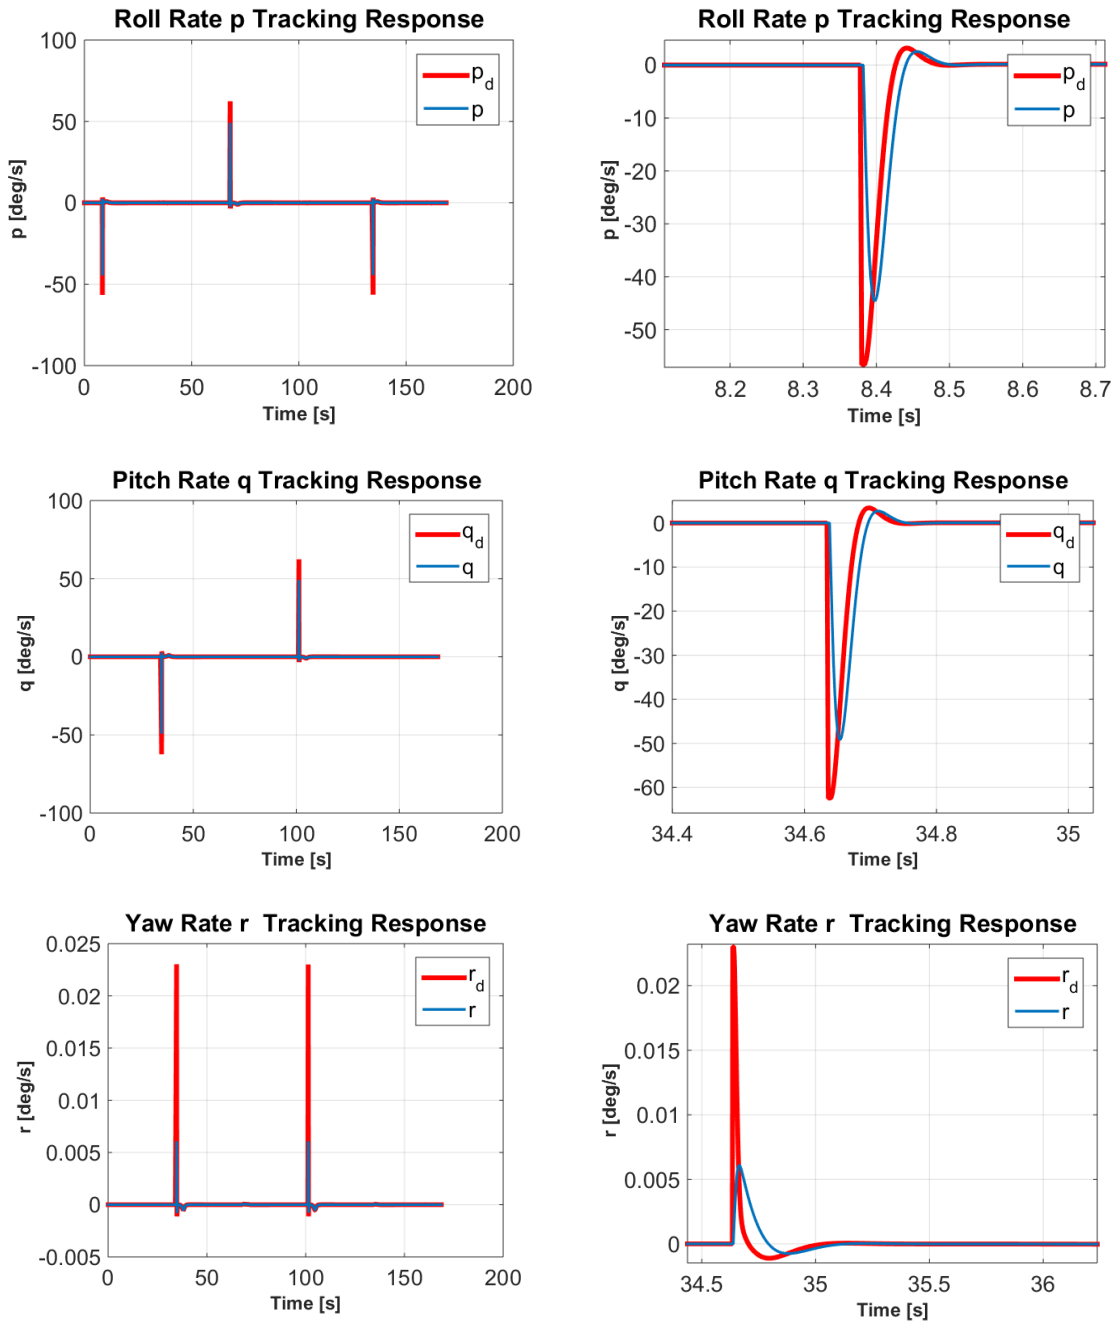 Roll Rate p Tracking Response
100
50
0
-50
-100
p [deg/s]
p_d
p
0 50 100 150 200
Time [s]
Roll Rate p Tracking Response
0
-10
-20
-30
-40
-50
p [deg/s]
p_d
p
8.2 8.3 8.4 8.5 8.6 8.7
Time [s]
Pitch Rate q Tracking Response
100
50
0
-50
-100
q [deg/s]
q_d
q
0 50 100 150 200
Time [s]
Pitch Rate q Tracking Response
0
-10
-20
-30
-40
-50
-60
q [deg/s]
q_d
q
34.4 34.6 34.8 35
Time [s]
Yaw Rate r  Tracking Response
0.025
0.02
0.015
0.01
0.005
0
-0.005
r [deg/s]
r_d
r
0 50 100 150 200
Time [s]
Yaw Rate r  Tracking Response
0.02
0.015
0.01
0.005
0
r [deg/s]
r_d
r
34.5 35 35.5 36
Time [s]